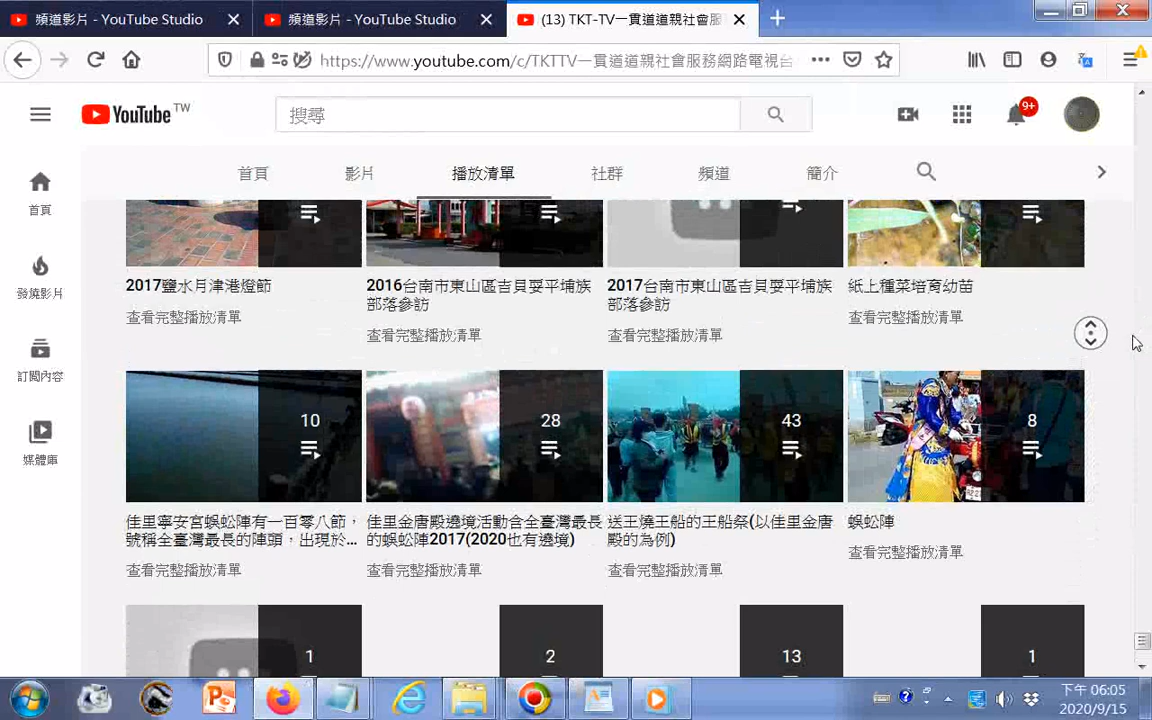 頻道影片 - YouTube Studio
頻道影片 - YouTube Studio
(13) TKT-TV一貫道道親社會服
https://www.youtube.com/c/TKTTV一貫道道親社會服務網路電視台
YouTube TW
搜尋
9+
首頁
影片
播放清單
社群
頻道
簡介
首頁
發燒影片
訂閱內容
媒體庫
2017鹽水月津港燈節
查看完整播放清單
2016台南市東山區吉貝耍平埔族
部落參訪
查看完整播放清單
2017台南市東山區吉貝耍平埔族
部落參訪
查看完整播放清單
紙上種菜培育幼苗
查看完整播放清單
10
28
43
8
佳里寧安宮蜈蚣陣有一百零八節，
號稱全臺灣最長的陣頭，出現於...
查看完整播放清單
佳里金唐殿遶境活動含全臺灣最長
的蜈蚣陣2017(2020也有遶境)
查看完整播放清單
送王燒王船的王船祭(以佳里金唐
殿的為例)
查看完整播放清單
蜈蚣陣
查看完整播放清單
1
2
13
1
下午 06:05
2020/9/15